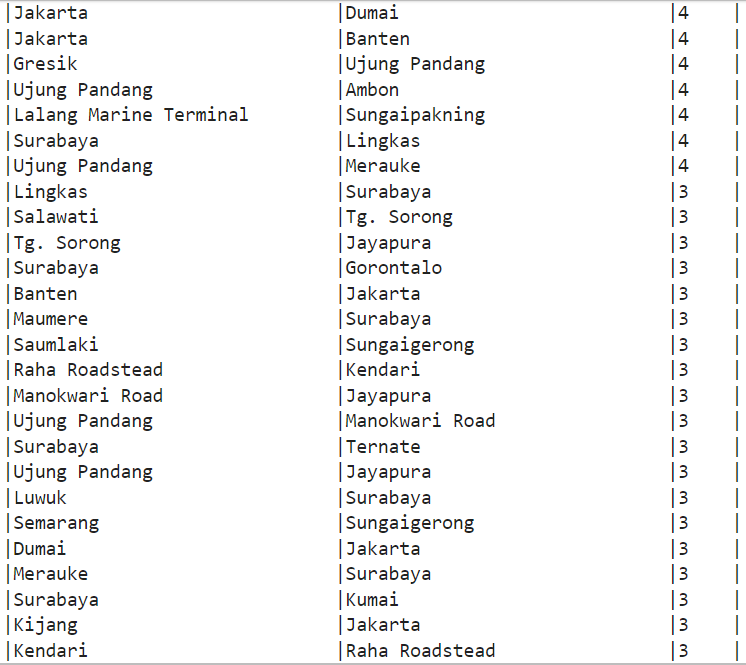 |Jakarta |Dumai |4 |
|Jakarta |Banten |4 |
|Gresik |Ujung Pandang |4 |
|Ujung Pandang |Ambon |4 |
|Lalang Marine Terminal |Sungaipakning |4 |
|Surabaya |Lingkas |4 |
|Ujung Pandang |Merauke |4 |
|Lingkas |Surabaya |3 |
|Salawati |Tg. Sorong |3 |
|Tg. Sorong |Jayapura |3 |
|Surabaya |Gorontalo |3 |
|Banten |Jakarta |3 |
|Maumere |Surabaya |3 |
|Saumlaki |Sungaigerong |3 |
|Raha Roadstead |Kendari |3 |
|Manokwari Road |Jayapura |3 |
|Ujung Pandang |Manokwari Road |3 |
|Surabaya |Ternate |3 |
|Ujung Pandang |Jayapura |3 |
|Luwuk |Surabaya |3 |
|Semarang |Sungaigerong |3 |
|Dumai |Jakarta |3 |
|Merauke |Surabaya |3 |
|Surabaya |Kumai |3 |
|Kijang |Jakarta |3 |
|Kendari |Raha Roadstead |3 |